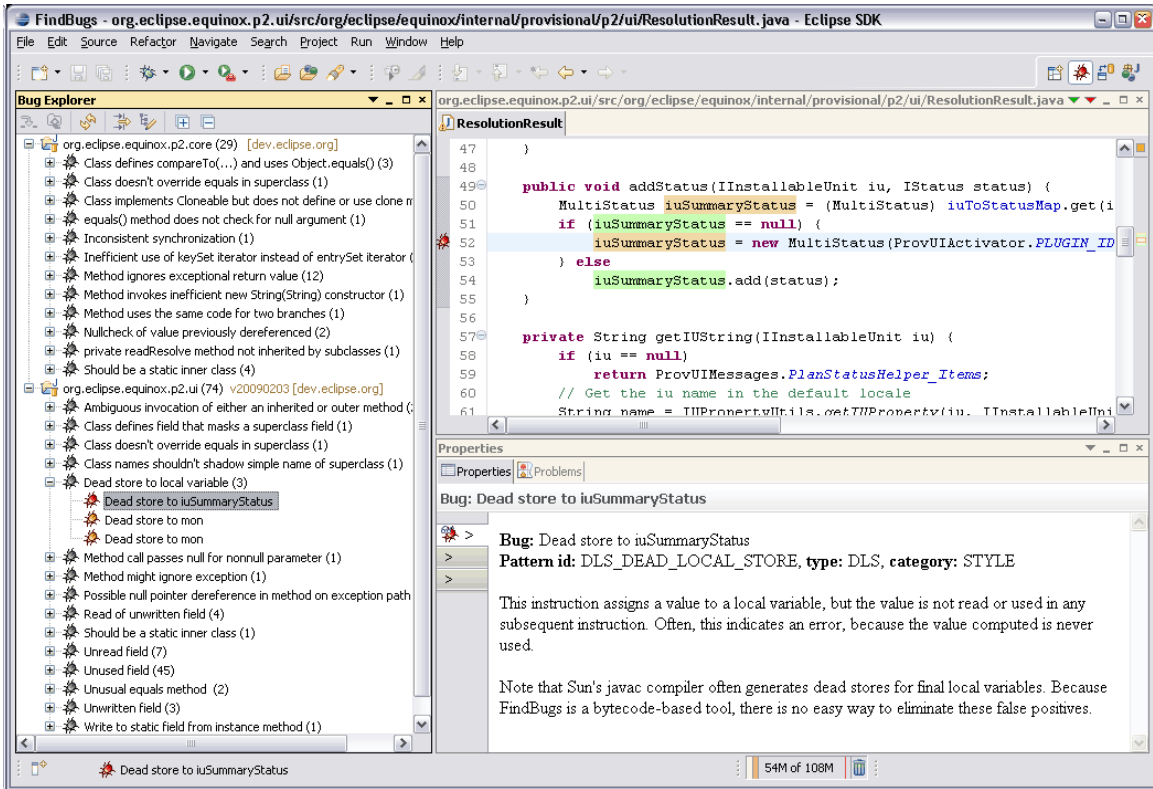 FindBugs - org.eclipse.equinox.p2.ui/src/org/eclipse/equinox/internal/provisional/p2/ui/ResolutionResult.java - Eclipse SDK
File Edit Source Refactor Navigate Search Project Run Window Help
Bug Explorer
org.eclipse.equinox.p2.core (29) [dev.eclipse.org]
Class defines compareTo(...) and uses Object.equals() (3)
Class doesn't override equals in superclass (1)
Class implements Cloneable but does not define or use clone m
equals() method does not check for null argument (1)
Inconsistent synchronization (1)
Inefficient use of keySet iterator instead of entrySet iterator (
Method ignores exceptional return value (12)
Method invokes inefficient new String(String) constructor (1)
Method uses the same code for two branches (1)
Nullcheck of value previously dereferenced (2)
private readResolve method not inherited by subclasses (1)
Should be a static inner class (4)
org.eclipse.equinox.p2.ui (74) v20090203 [dev.eclipse.org]
Ambiguous invocation of either an inherited or outer method (
Class defines field that masks a superclass field (1)
Class doesn't override equals in superclass (1)
Class names shouldn't shadow simple name of superclass (1)
Dead store to local variable (3)
Dead store to iuSummaryStatus
Dead store to mon
Dead store to mon
Method call passes null for nonnull parameter (1)
Method might ignore exception (1)
Possible null pointer dereference in method on exception path
Read of unwritten field (4)
Should be a static inner class (1)
Unread field (7)
Unused field (45)
Unusual equals method (2)
Unwritten field (3)
Write to static field from instance method (1)
org.eclipse.equinox.p2.ui/src/org/eclipse/equinox/internal/provisional/p2/ui/ResolutionResult.java
ResolutionResult
47 }
48
49 public void addStatus(IInstallableUnit iu, IStatus status) {
50 MultiStatus iuSummaryStatus = (MultiStatus) iuToStatusMap.get(i
51 if (iuSummaryStatus == null) {
52 iuSummaryStatus = new MultiStatus(ProvUIActivator.PLUGIN_ID
53 } else
54 iuSummaryStatus.add(status);
55 }
56
57 private String getIUString(IInstallableUnit iu) {
58 if (iu == null)
59 return ProvUIMessages.PlanStatusHelper_Items;
60 // Get the iu name in the default locale
61 String name = IUPropertyUtils.getIUProperty(iu, IInstallableUni
Properties
Properties Problems
Bug: Dead store to iuSummaryStatus
>
>
>
Bug: Dead store to iuSummaryStatus
Pattern id: DLS_DEAD_LOCAL_STORE, type: DLS, category: STYLE
This instruction assigns a value to a local variable, but the value is not read or used in any
subsequent instruction. Often, this indicates an error, because the value computed is never
used.
Note that Sun's javac compiler often generates dead stores for final local variables. Because
FindBugs is a bytecode-based tool, there is no easy way to eliminate these false positives.
Dead store to iuSummaryStatus
54M of 108M